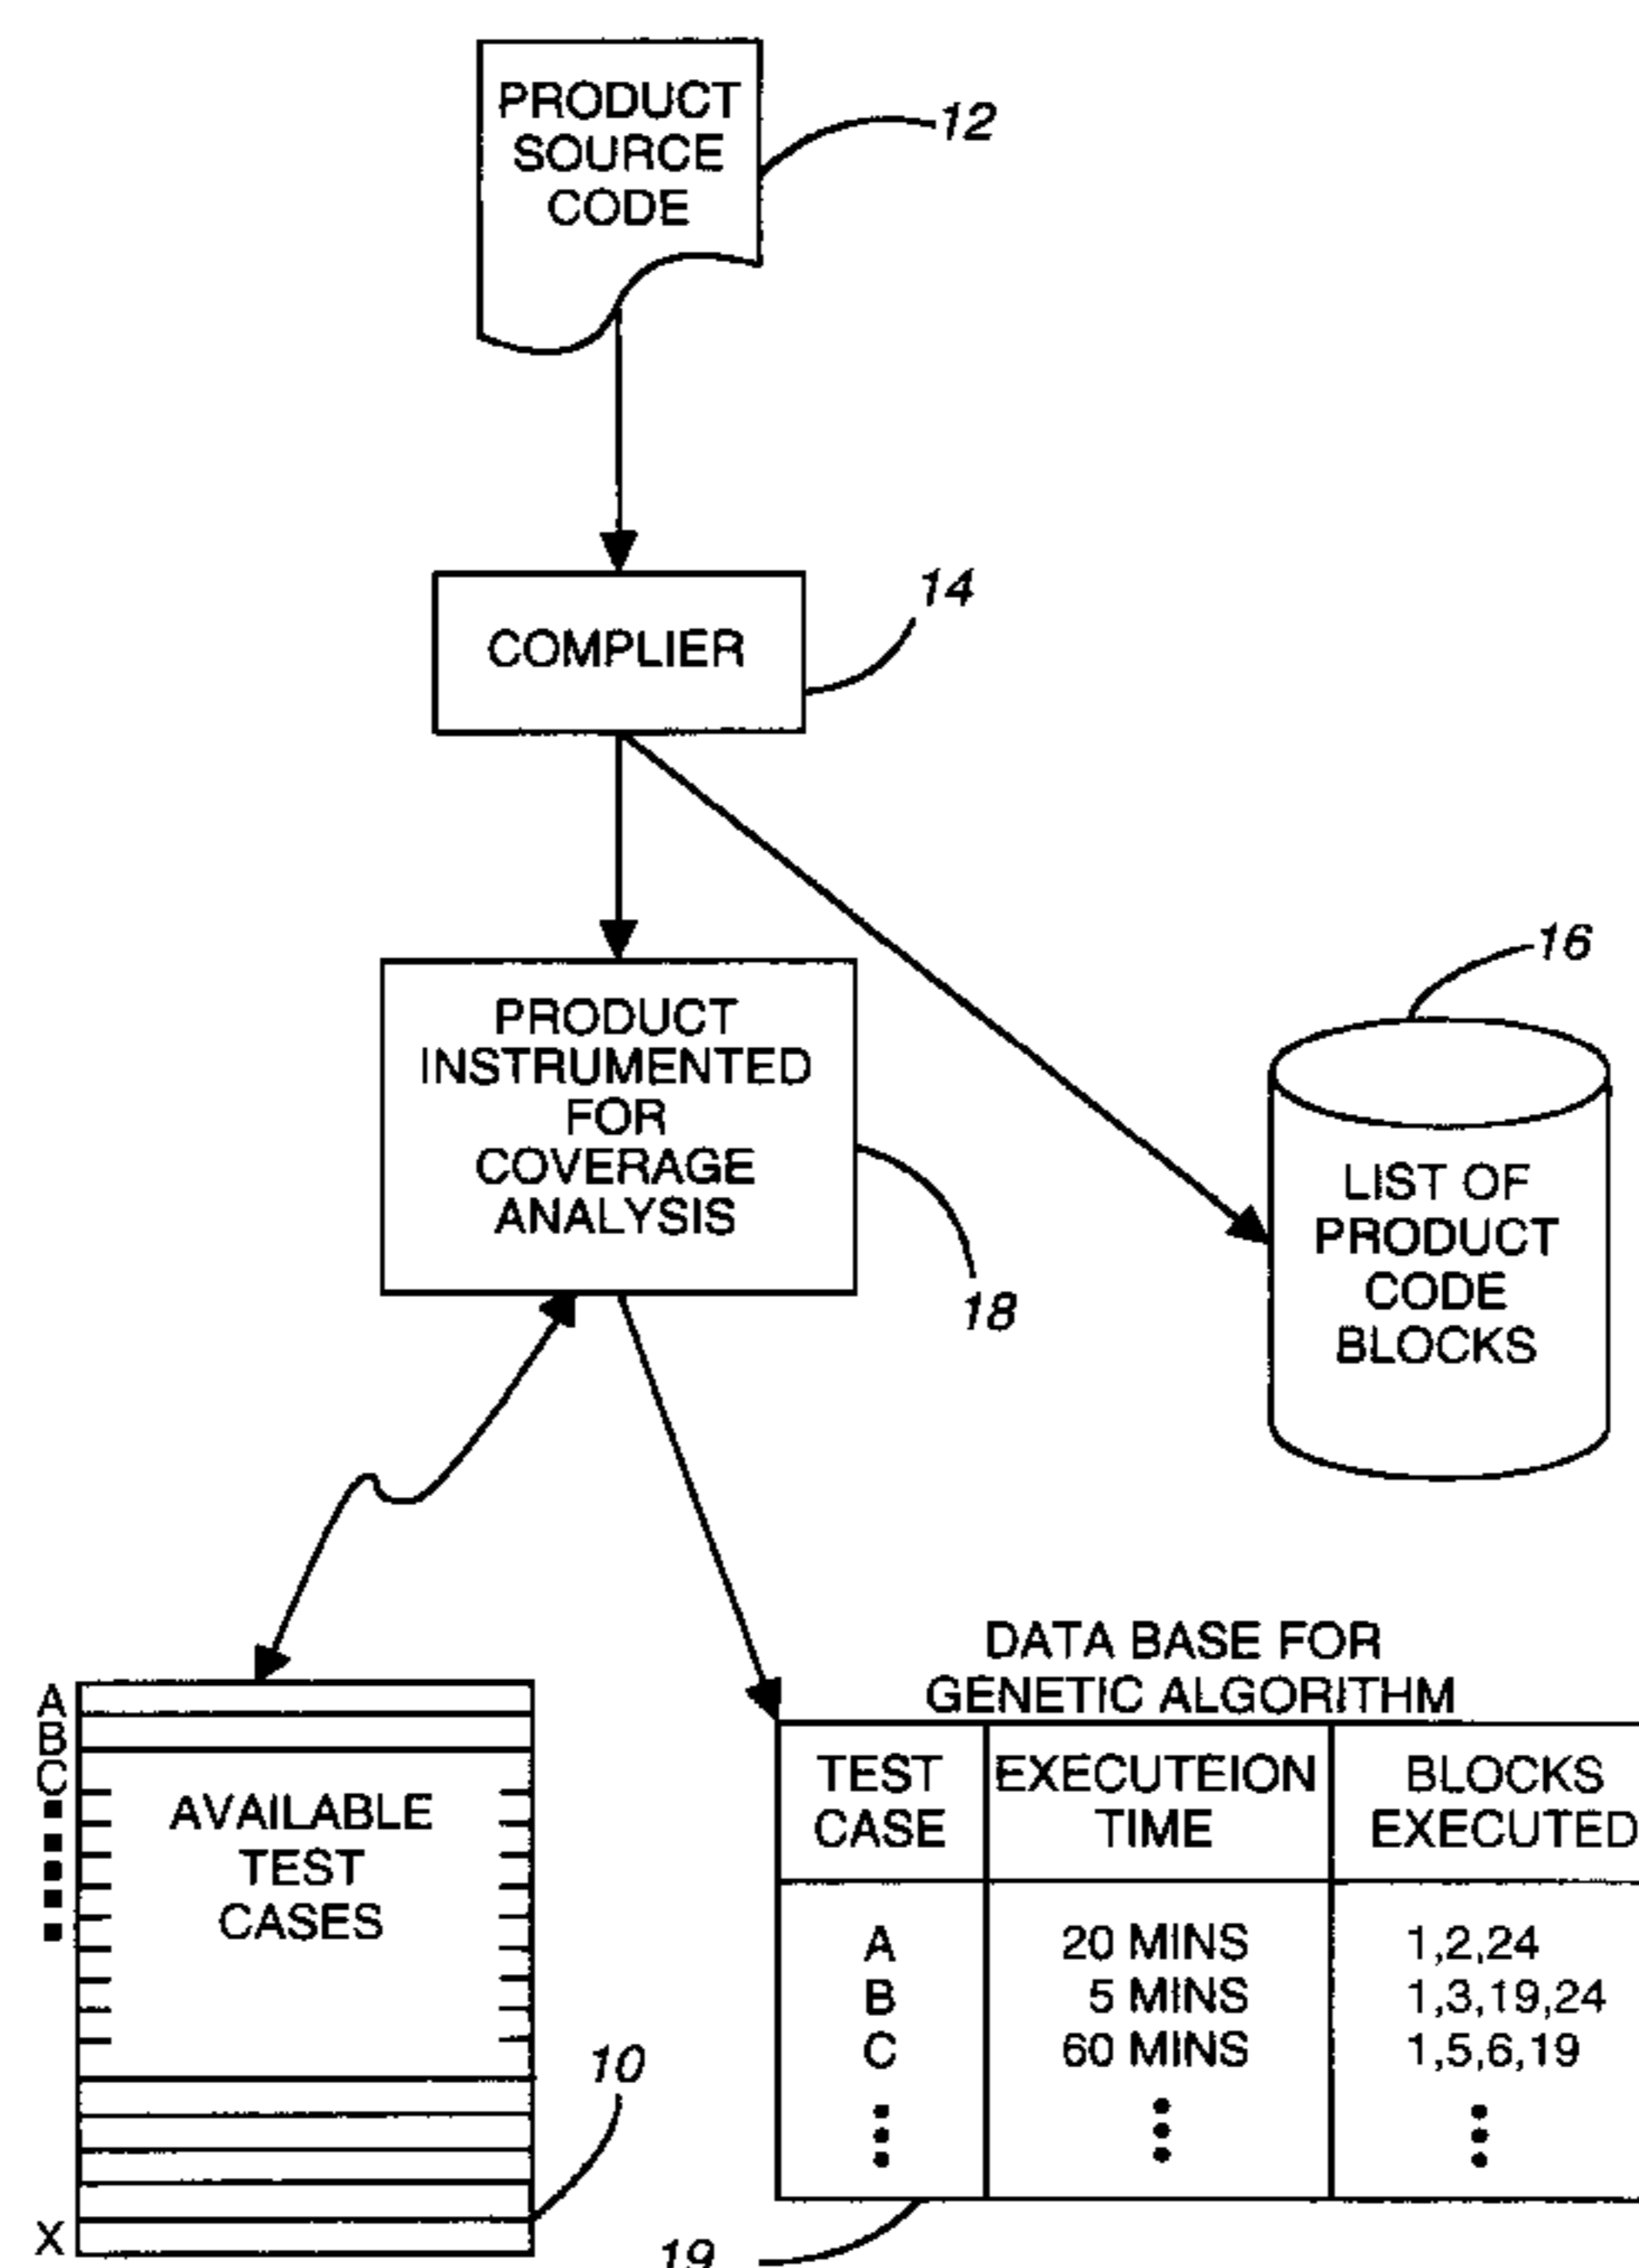 PRODUCT
SOURCE
CODE
12
COMPLIER
14
PRODUCT
INSTRUMENTED
FOR
COVERAGE
ANALYSIS
18
16
LIST OF
PRODUCT
CODE
BLOCKS
A
B
C
X
AVAILABLE
TEST
CASES
10
DATA BASE FOR
GENETIC ALGORITHM
TEST CASE
EXECUTEION TIME
BLOCKS EXECUTED
A 20 MINS 1,2,24
B 5 MINS 1,3,19,24
C 60 MINS 1,5,6,19
19